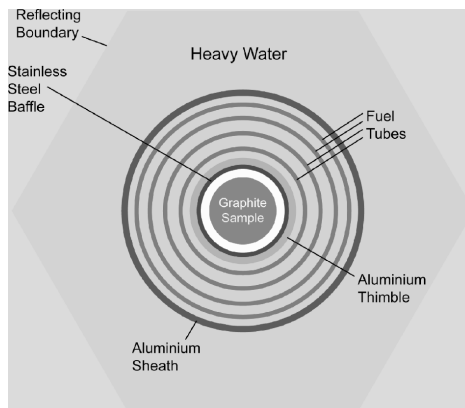 Reflecting
Boundary
Heavy Water
Stainless
Steel
Baffle
Fuel
Tubes
Graphite
Sample
Aluminium
Thimble
Aluminium
Sheath